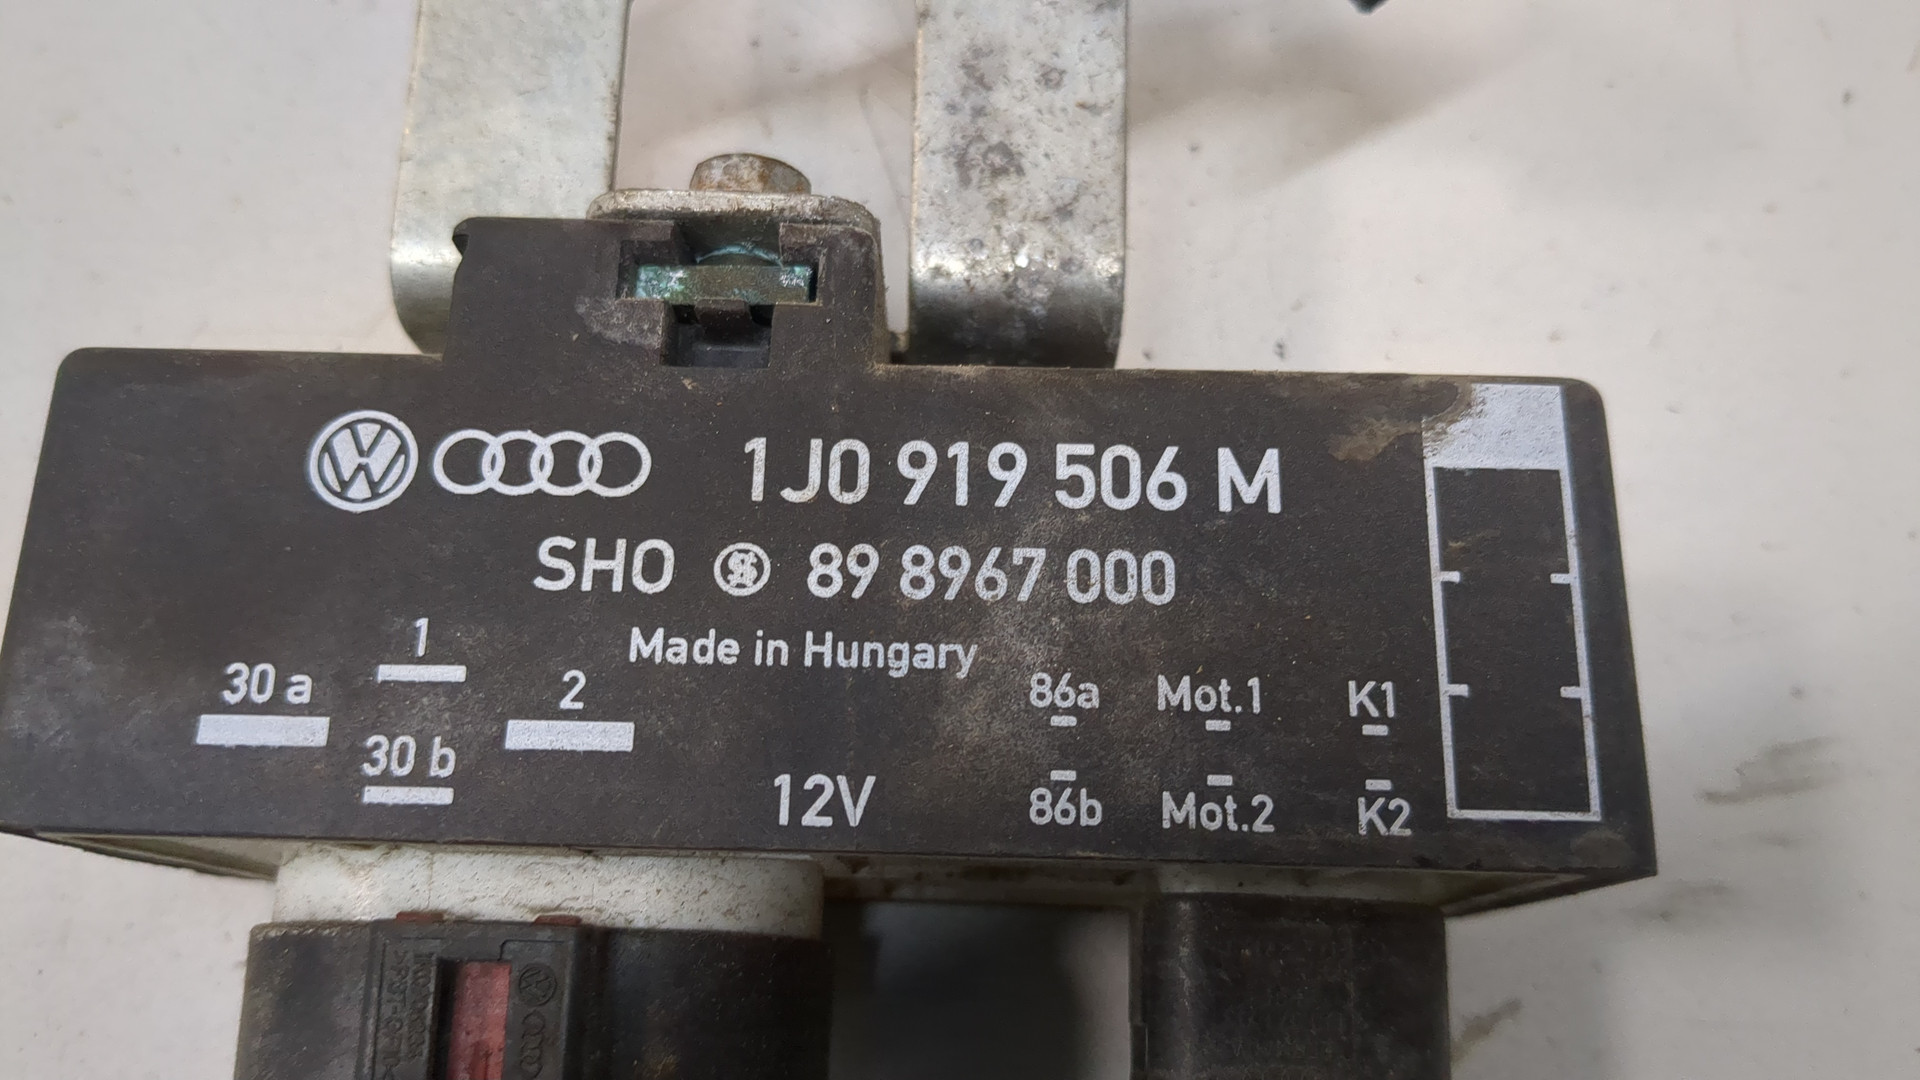 1J0 919 506 M
SHO 89 8967 000
Made in Hungary
1
30 a
2
30 b
12V
86a Mot.1 K1
86b Mot.2 K2